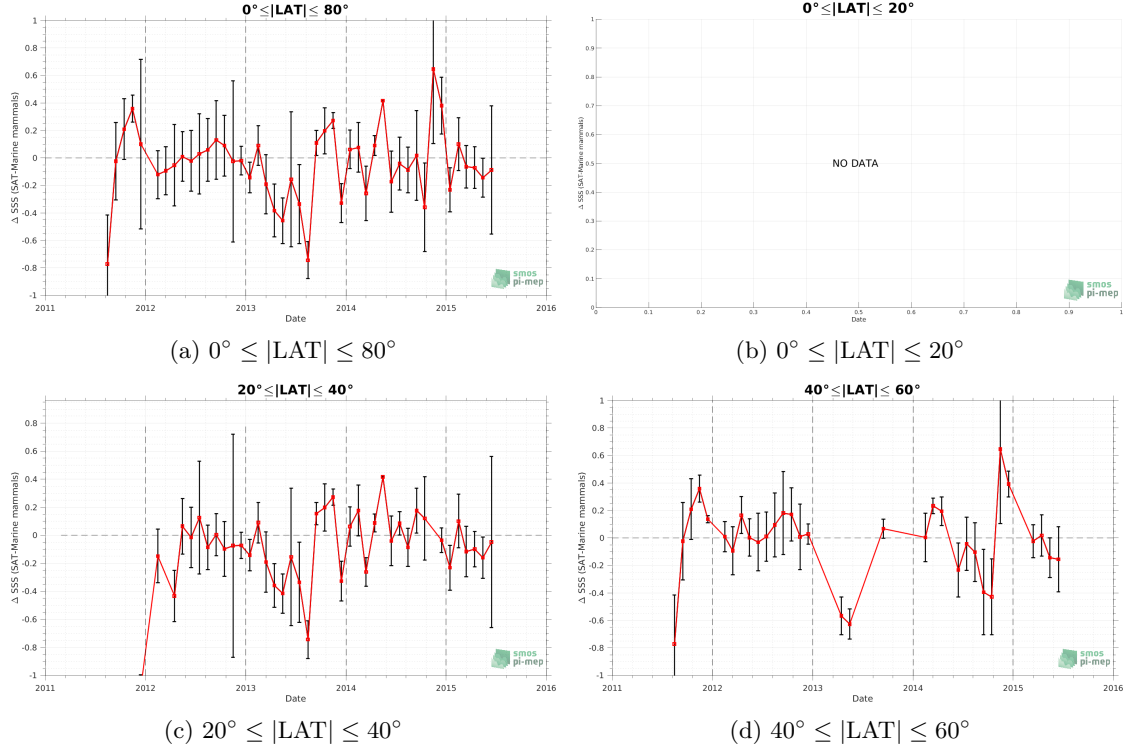 0°≤|LAT|≤ 80°
1
0.8
0.6
0.4
0.2
0
-0.2
-0.4
-0.6
-0.8
-1
Δ SSS (SAT-Marine mammals)
2011
2012
2013
2014
2015
2016
Date
smos
pi-mep
(a) 0° ≤ |LAT| ≤ 80°
0°≤|LAT|≤ 20°
1
0.9
0.8
0.7
0.6
0.5
0.4
0.3
0.2
0.1
0
Δ SSS (SAT-Marine mammals)
NO DATA
0
0.1
0.2
0.3
0.4
0.5
0.6
0.7
0.8
0.9
1
Date
smos
pi-mep
(b) 0° ≤ |LAT| ≤ 20°
20°≤|LAT|≤ 40°
0.8
0.6
0.4
0.2
0
-0.2
-0.4
-0.6
-0.8
-1
Δ SSS (SAT-Marine mammals)
2011
2012
2013
2014
2015
2016
Date
smos
pi-mep
(c) 20° ≤ |LAT| ≤ 40°
40°≤|LAT|≤ 60°
1
0.8
0.6
0.4
0.2
0
-0.2
-0.4
-0.6
-0.8
-1
Δ SSS (SAT-Marine mammals)
2011
2012
2013
2014
2015
2016
Date
smos
pi-mep
(d) 40° ≤ |LAT| ≤ 60°